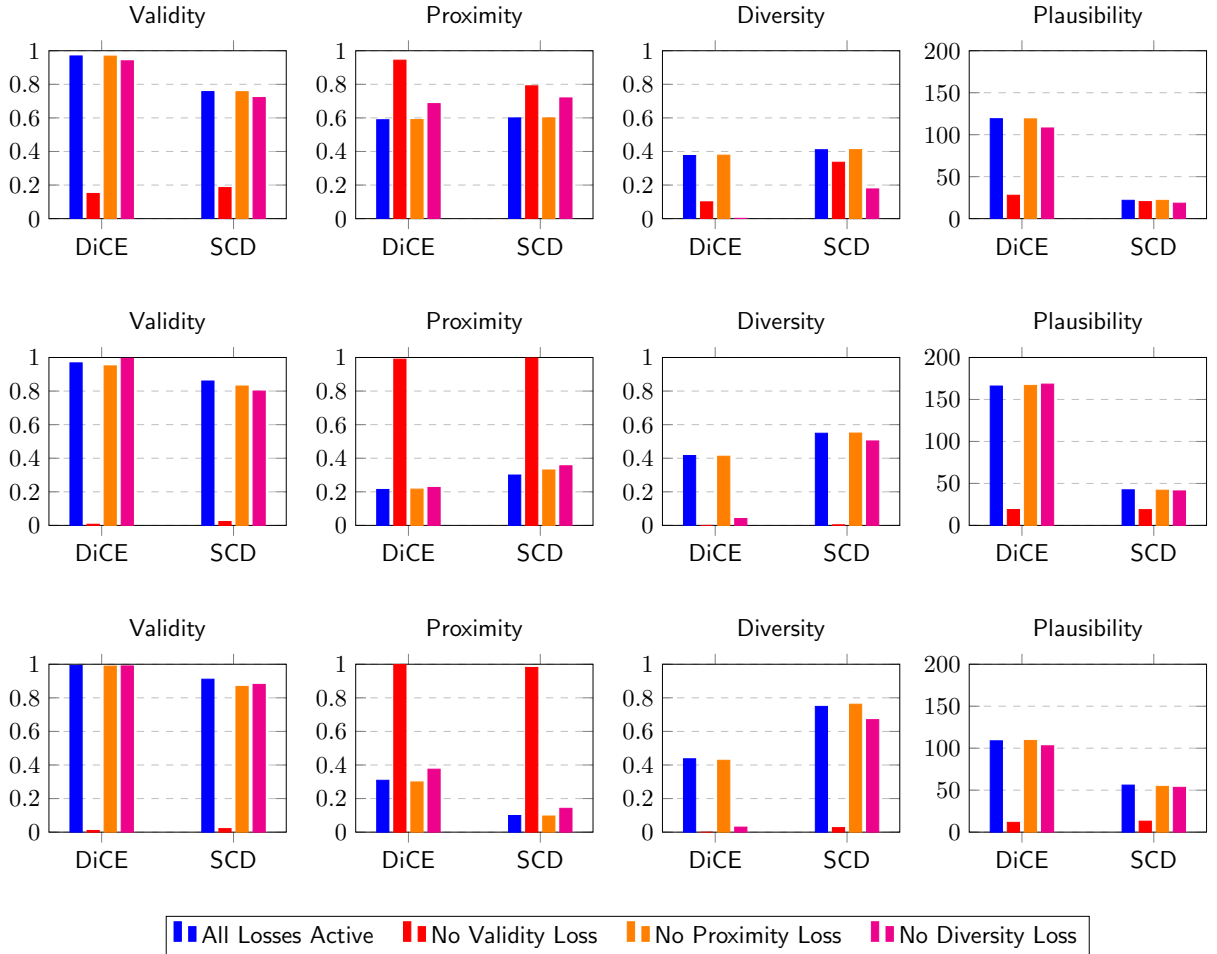 Validity Proximity Diversity Plausibility
1 1 1 200
0.8 0.8 0.8 150
0.6 0.6 0.6 100
0.4 0.4 0.4 50
0.2 0.2 0.2 0
0 0 0
DiCE SCD DiCE SCD DiCE SCD DiCE SCD
Validity Proximity Diversity Plausibility
1 1 1 200
0.8 0.8 0.8 150
0.6 0.6 0.6 100
0.4 0.4 0.4 50
0.2 0.2 0.2 0
0 0 0
DiCE SCD DiCE SCD DiCE SCD DiCE SCD
Validity Proximity Diversity Plausibility
1 1 1 200
0.8 0.8 0.8 150
0.6 0.6 0.6 100
0.4 0.4 0.4 50
0.2 0.2 0.2 0
0 0 0
DiCE SCD DiCE SCD DiCE SCD DiCE SCD
All Losses Active No Validity Loss No Proximity Loss No Diversity Loss